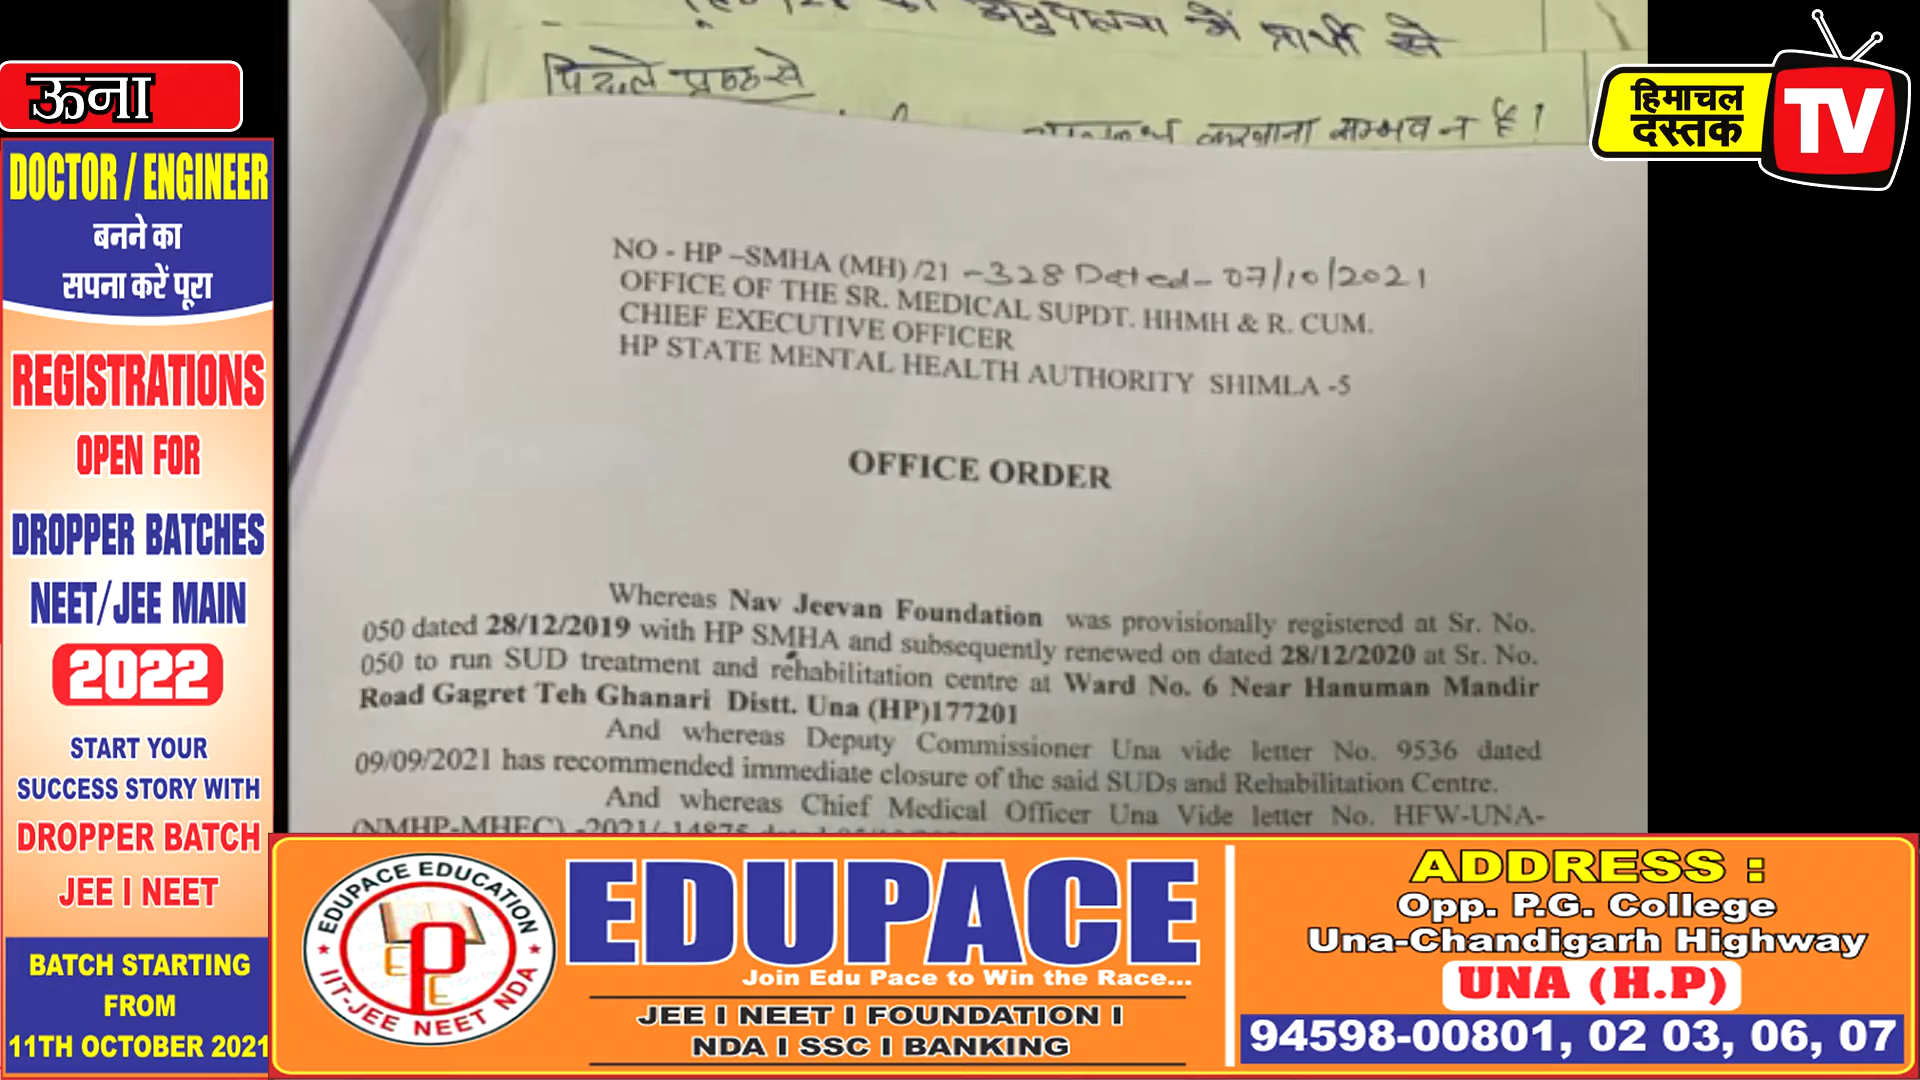 ऊना
DOCTOR / ENGINEER
बनने का
सपना करें पूरा
REGISTRATIONS
OPEN FOR
DROPPER BATCHES
NEET/JEE MAIN
2022
START YOUR
SUCCESS STORY WITH
DROPPER BATCH
JEE I NEET
BATCH STARTING
FROM
11TH OCTOBER 2021
हिमाचल
दस्तक
TV
में प्रार्थी से
पिछले पृष्ठ से
करवाना सम्भव न है।
NO - HP –SMHA (MH) /21 -328 Dated- 07/10/2021
OFFICE OF THE SR. MEDICAL SUPDT. HHMH & R. CUM.
CHIEF EXECUTIVE OFFICER
HP STATE MENTAL HEALTH AUTHORITY SHIMLA -5
OFFICE ORDER
Whereas Nav Jeevan Foundation was provisionally registered at Sr. No.
050 dated 28/12/2019 with HP SMHA and subsequently renewed on dated 28/12/2020 at Sr. No.
050 to run SUD treatment and rehabilitation centre at Ward No. 6 Near Hanuman Mandir
Road Gagret Teh Ghanari Distt. Una (HP)177201
And whereas Deputy Commissioner Una vide letter No. 9536 dated
09/09/2021 has recommended immediate closure of the said SUDs and Rehabilitation Centre.
And whereas Chief Medical Officer Una Vide letter No. HFW-UNA-
EDUPACE EDUCATION
IIT-JEE NEET NDA
E P E
EDUPACE
Join Edu Pace to Win the Race...
JEE I NEET I FOUNDATION I
NDA I SSC I BANKING
ADDRESS :
Opp. P.G. College
Una-Chandigarh Highway
UNA (H.P)
94598-00801, 02 03, 06, 07